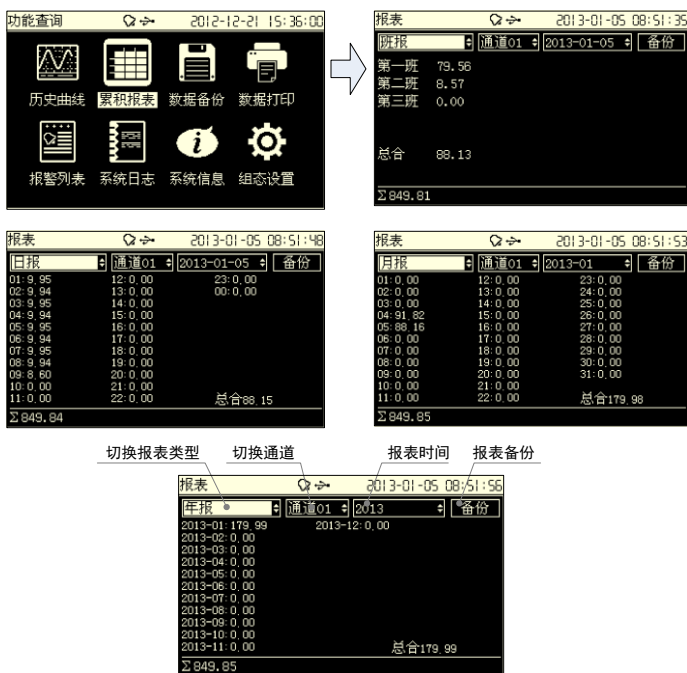 功能查询 2012-12-21 15:36:00
历史曲线 累积报表 数据备份 数据打印
报警列表 系统日志 系统信息 组态设置
报表 2013-01-05 08:51:35
班报 通道01 2013-01-05 备份
第一班 79.56
第二班 8.57
第三班 0.00
总合 88.13
Σ849.81
报表 2013-01-05 08:51:48
日报 通道01 2013-01-05 备份
01:9.95 12:0.00 23:0.00
02:9.94 13:0.00 00:0.00
03:9.95 14:0.00
04:9.94 15:0.00
05:9.95 16:0.00
06:9.94 17:0.00
07:9.95 18:0.00
08:9.94 19:0.00
09:8.60 20:0.00
10:0.00 21:0.00
11:0.00 22:0.00 总合88.15
Σ849.84
报表 2013-01-05 08:51:53
月报 通道01 2013-01 备份
01:0.00 12:0.00 23:0.00
02:0.00 13:0.00 24:0.00
03:0.00 14:0.00 25:0.00
04:91.82 15:0.00 26:0.00
05:88.16 16:0.00 27:0.00
06:0.00 17:0.00 28:0.00
07:0.00 18:0.00 29:0.00
08:0.00 19:0.00 30:0.00
09:0.00 20:0.00 31:0.00
10:0.00 21:0.00
11:0.00 22:0.00 总合179.98
Σ849.85
切换报表类型 切换通道 报表时间 报表备份
报表 2013-01-05 08:51:56
年报 通道01 2013 备份
2013-01:179.99 2013-12:0.00
2013-02:0.00
2013-03:0.00
2013-04:0.00
2013-05:0.00
2013-06:0.00
2013-07:0.00
2013-08:0.00
2013-09:0.00
2013-10:0.00
2013-11:0.00 总合179.99
Σ849.85